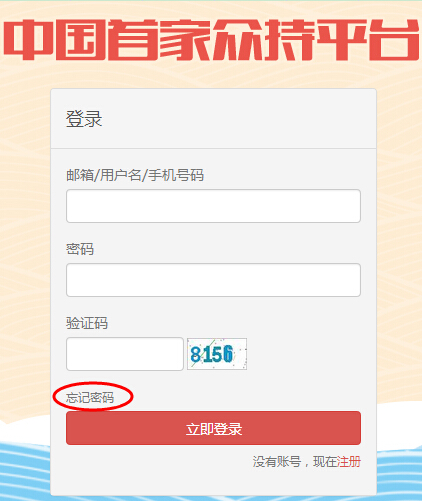 中国首家众持平台
登录
邮箱/用户名/手机号码
密码
验证码
8156
忘记密码
立即登录
没有账号，现在注册